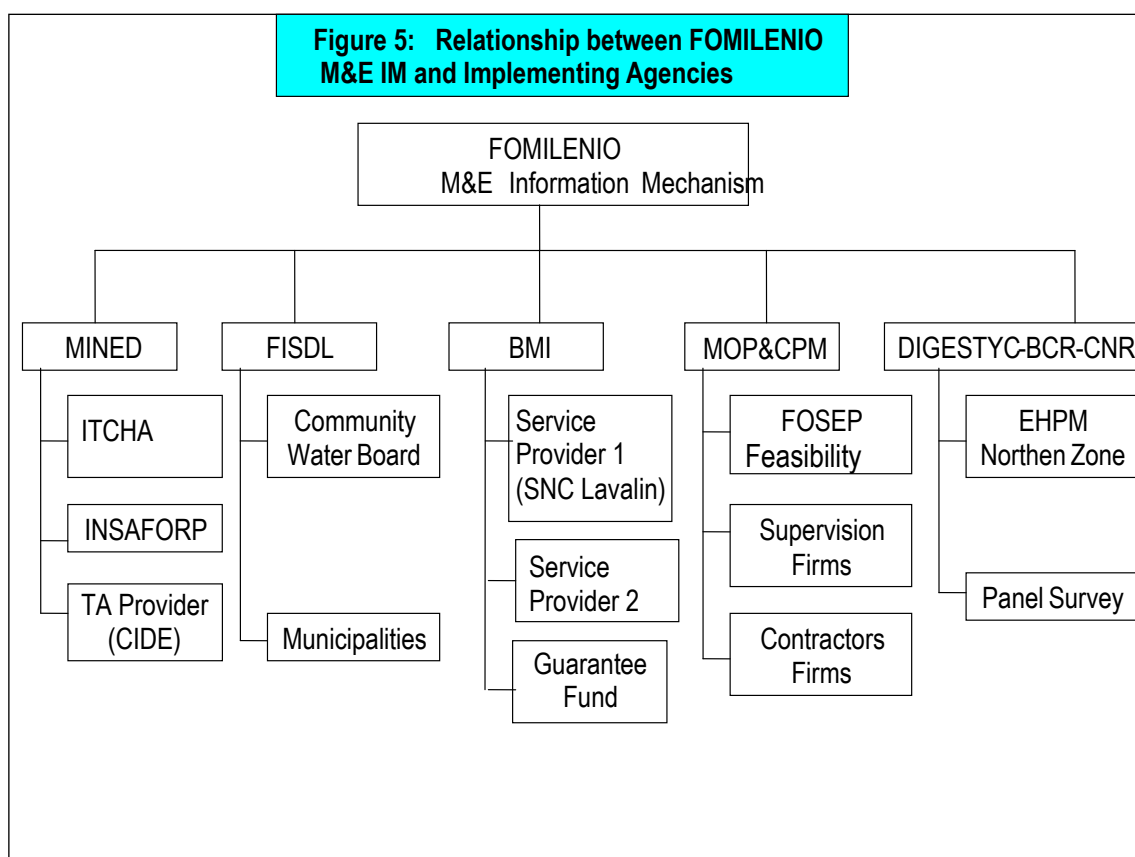 Figure 5: Relationship between FOMILENIO
M&E IM and Implementing Agencies
FOMILENIO
M&E Information Mechanism
MINED
ITCHA
INSAFORP
TA Provider
(CIDE)
FISDL
Community
Water Board
Municipalities
BMI
Service
Provider 1
(SNC Lavalin)
Service
Provider 2
Guarantee
Fund
MOP&CPM
FOSEP
Feasibility
Supervision
Firms
Contractors
Firms
DIGESTYC-BCR-CNR
EHPM
Northen Zone
Panel Survey